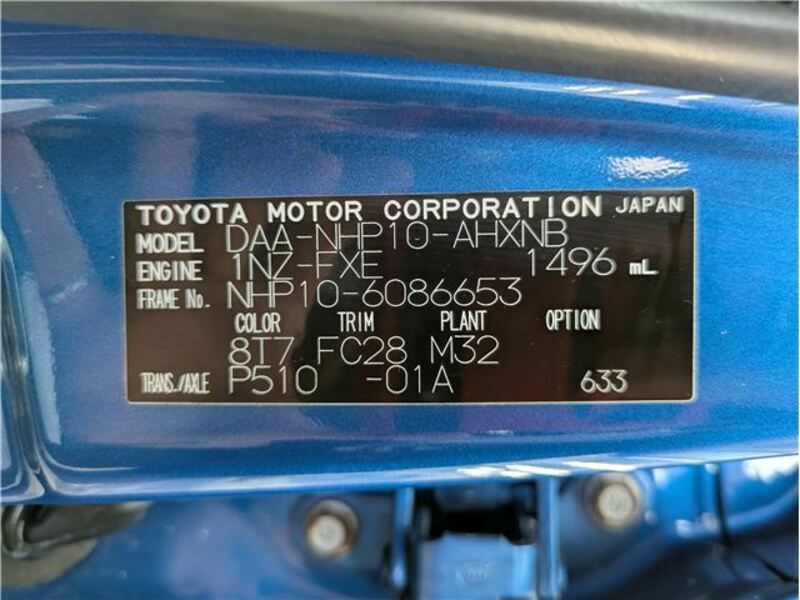 TOYOTA MOTOR CORPORATION JAPAN
MODEL DAA-NHP10-AHXNB
ENGINE 1NZ-FXE 1496 mL
FRAME No. NHP10-6086653
COLOR TRIM PLANT OPTION
8T7 FC28 M32
TRANS./AXLE P510 -01A 633